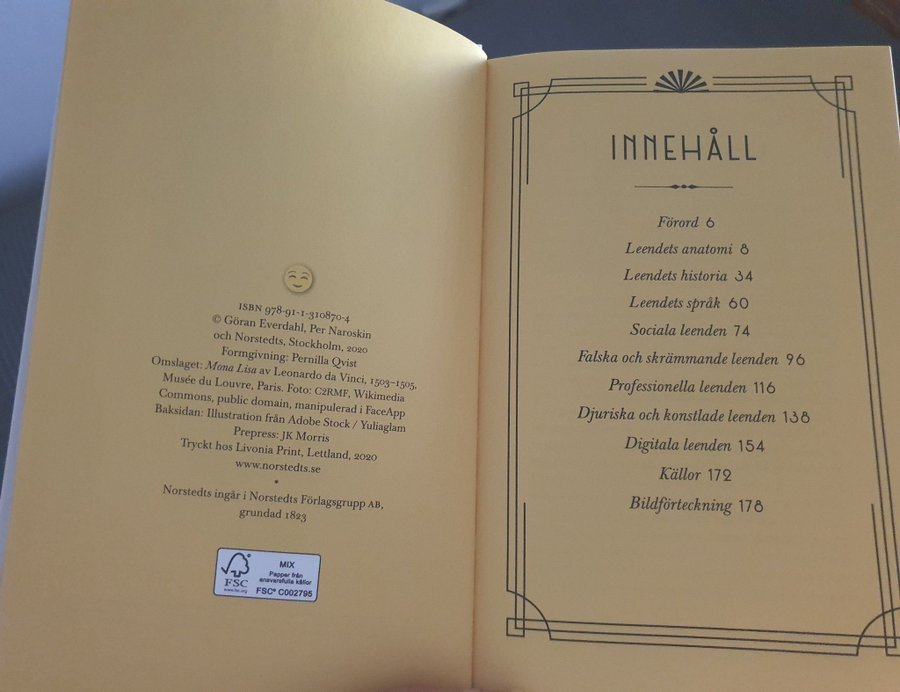 ISBN 978-91-1-310870-4
© Göran Everdahl, Per Naroskin
och Norstedts, Stockholm, 2020
Formgivning: Pernilla Qvist
Omslaget: Mona Lisa av Leonardo da Vinci, 1503–1505,
Musée du Louvre, Paris. Foto: C2RMF, Wikimedia
Commons, public domain, manipulerad i FaceApp
Baksidan: Illustration från Adobe Stock / Yuliaglam
Prepress: JK Morris
Tryckt hos Livonia Print, Lettland, 2020
www.norstedts.se
*
Norstedts ingår i Norstedts Förlagsgrupp AB,
grundad 1823
FSC
www.fsc.org
MIX
Papper från
ansvarsfulla källor
FSC® C002795
INNEHÅLL
Förord 6
Leendets anatomi 8
Leendets historia 34
Leendets språk 60
Sociala leenden 74
Falska och skrämmande leenden 96
Professionella leenden 116
Djuriska och konstlade leenden 138
Digitala leenden 154
Källor 172
Bildförteckning 178